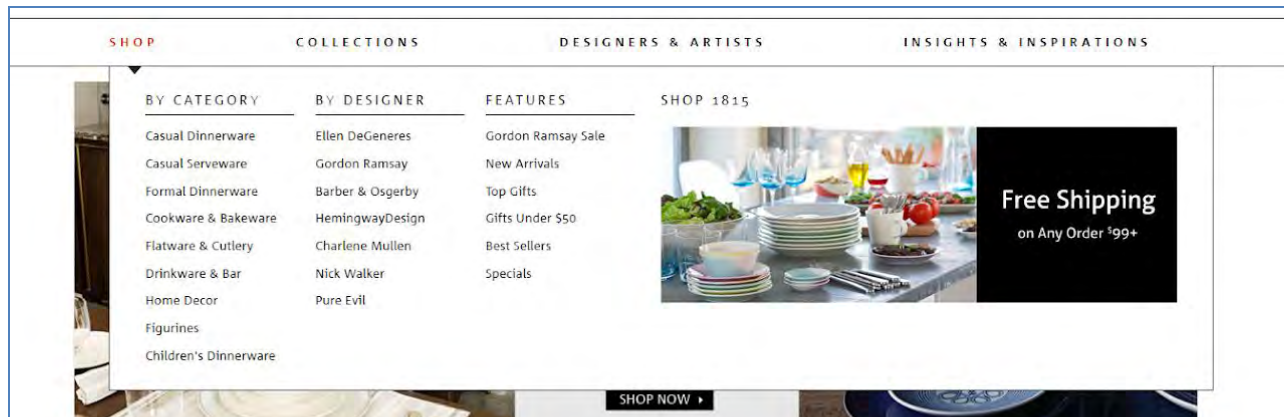 SHOP
COLLECTIONS
DESIGNERS & ARTISTS
INSIGHTS & INSPIRATIONS
BY CATEGORY
Casual Dinnerware
Casual Serveware
Formal Dinnerware
Cookware & Bakeware
Flatware & Cutlery
Drinkware & Bar
Home Decor
Figurines
Children's Dinnerware
BY DESIGNER
Ellen DeGeneres
Gordon Ramsay
Barber & Osgerby
HemingwayDesign
Charlene Mullen
Nick Walker
Pure Evil
FEATURES
Gordon Ramsay Sale
New Arrivals
Top Gifts
Gifts Under $50
Best Sellers
Specials
SHOP 1815
Free Shipping
on Any Order $99+
SHOP NOW